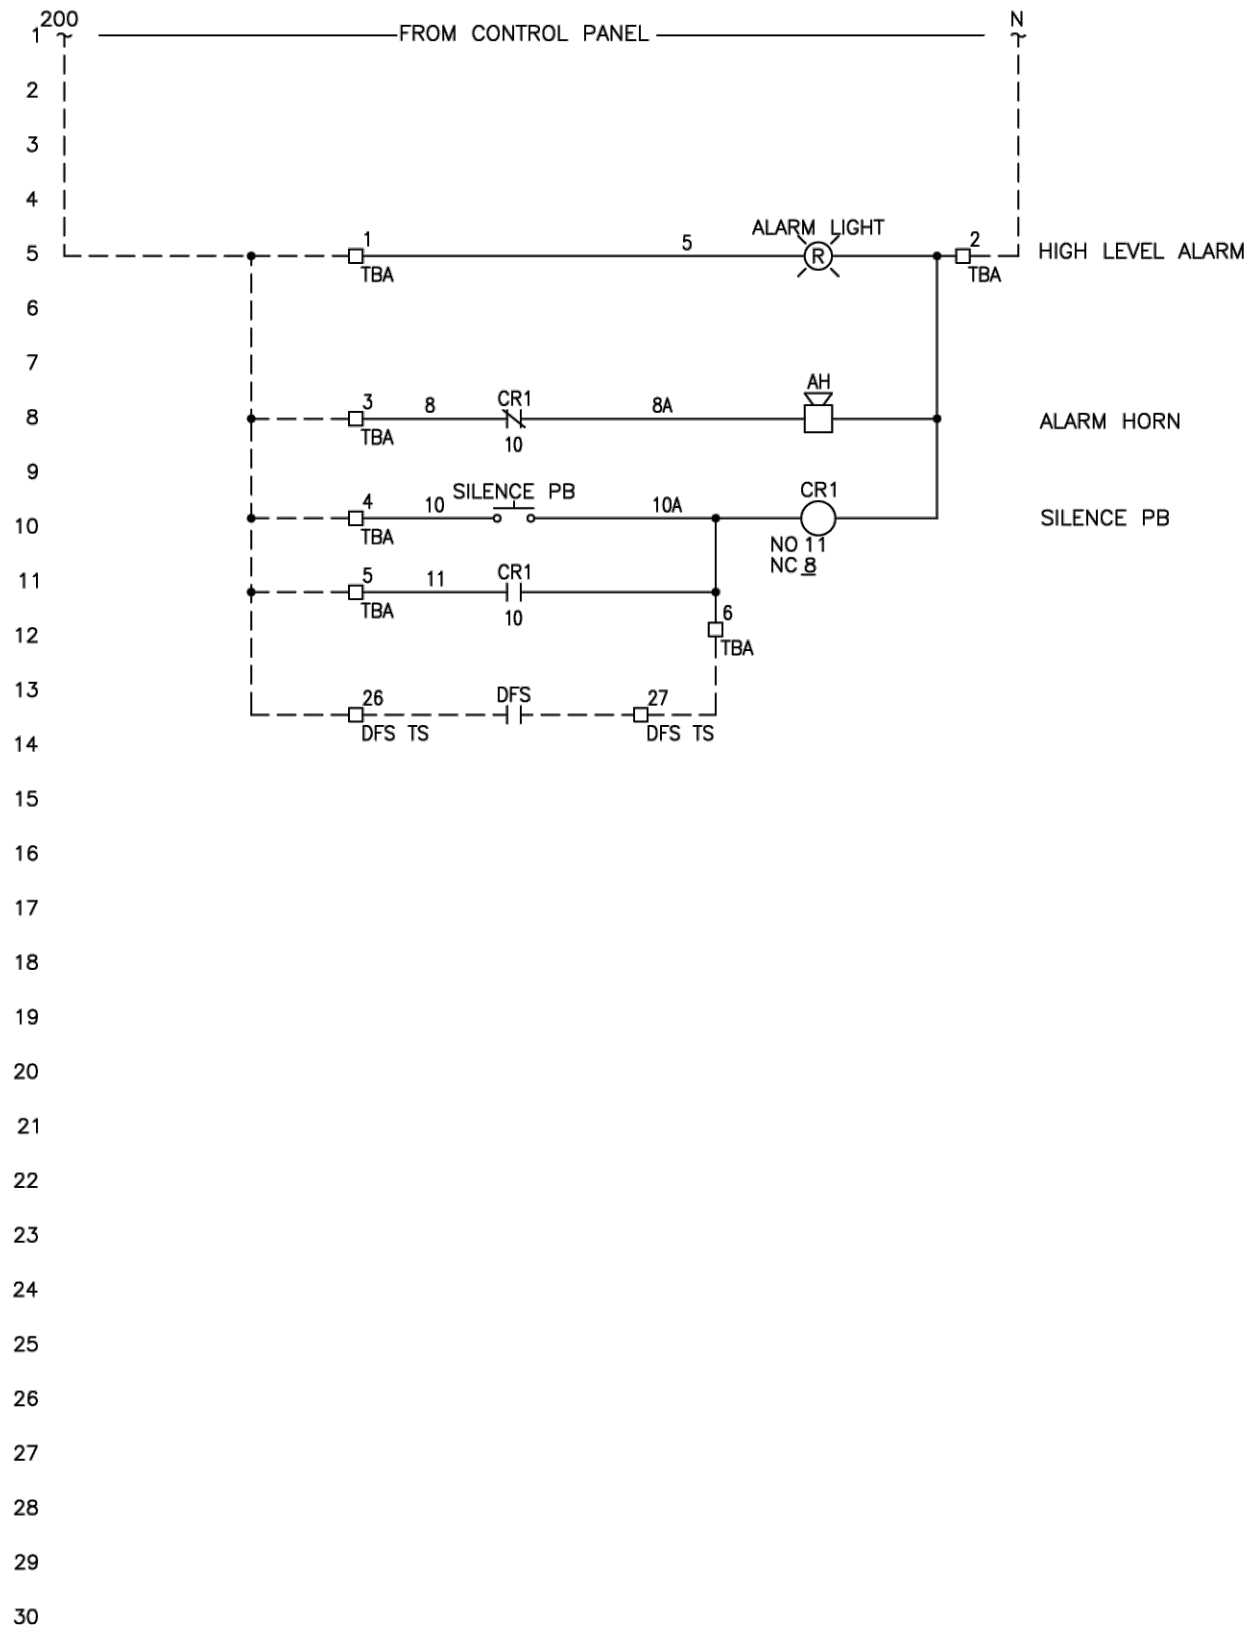 200 N
1 FROM CONTROL PANEL
2
3
4
ALARM LIGHT
5 1 5 R 2 HIGH LEVEL ALARM
TBA TBA
6
7
AH
8 3 8 CR1 8A ALARM HORN
TBA 10
9
SILENCE PB CR1
10 4 10 10A SILENCE PB
TBA NO 11
NC 8
11 5 11 CR1
TBA 10 6
12 TBA
13 26 DFS 27
DFS TS DFS TS
14
15
16
17
18
19
20
21
22
23
24
25
26
27
28
29
30